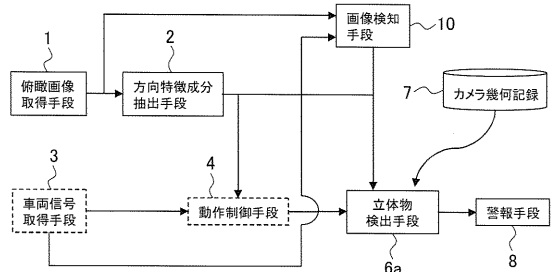 10
画像検知
手段
1
俯瞰画像
取得手段
2
方向特徴成分
抽出手段
7
カメラ幾何記録
3
車両信号
取得手段
4
動作制御手段
立体物
検出手段
6a
警報手段
8